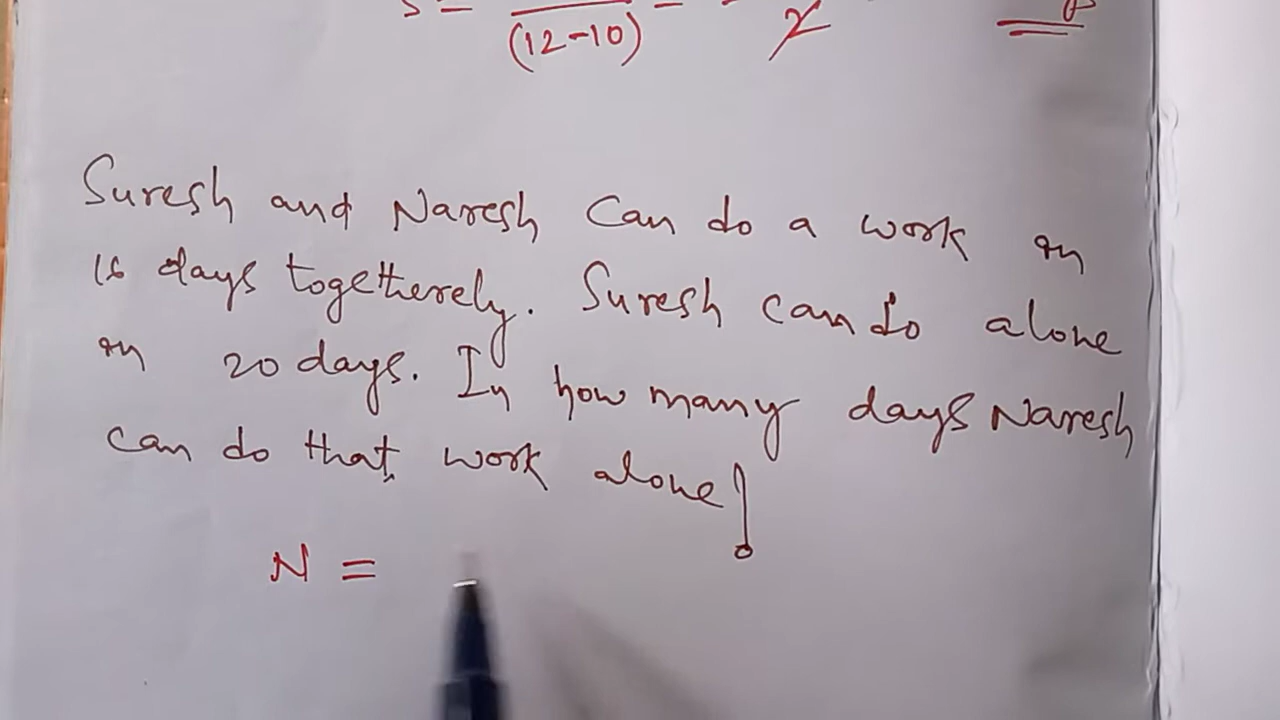 (12-10)
Suresh and Naresh Can do a work in
16 days togetherely. Suresh can do alone
in 20 days. In how many days Naresh
can do that work alone
N =